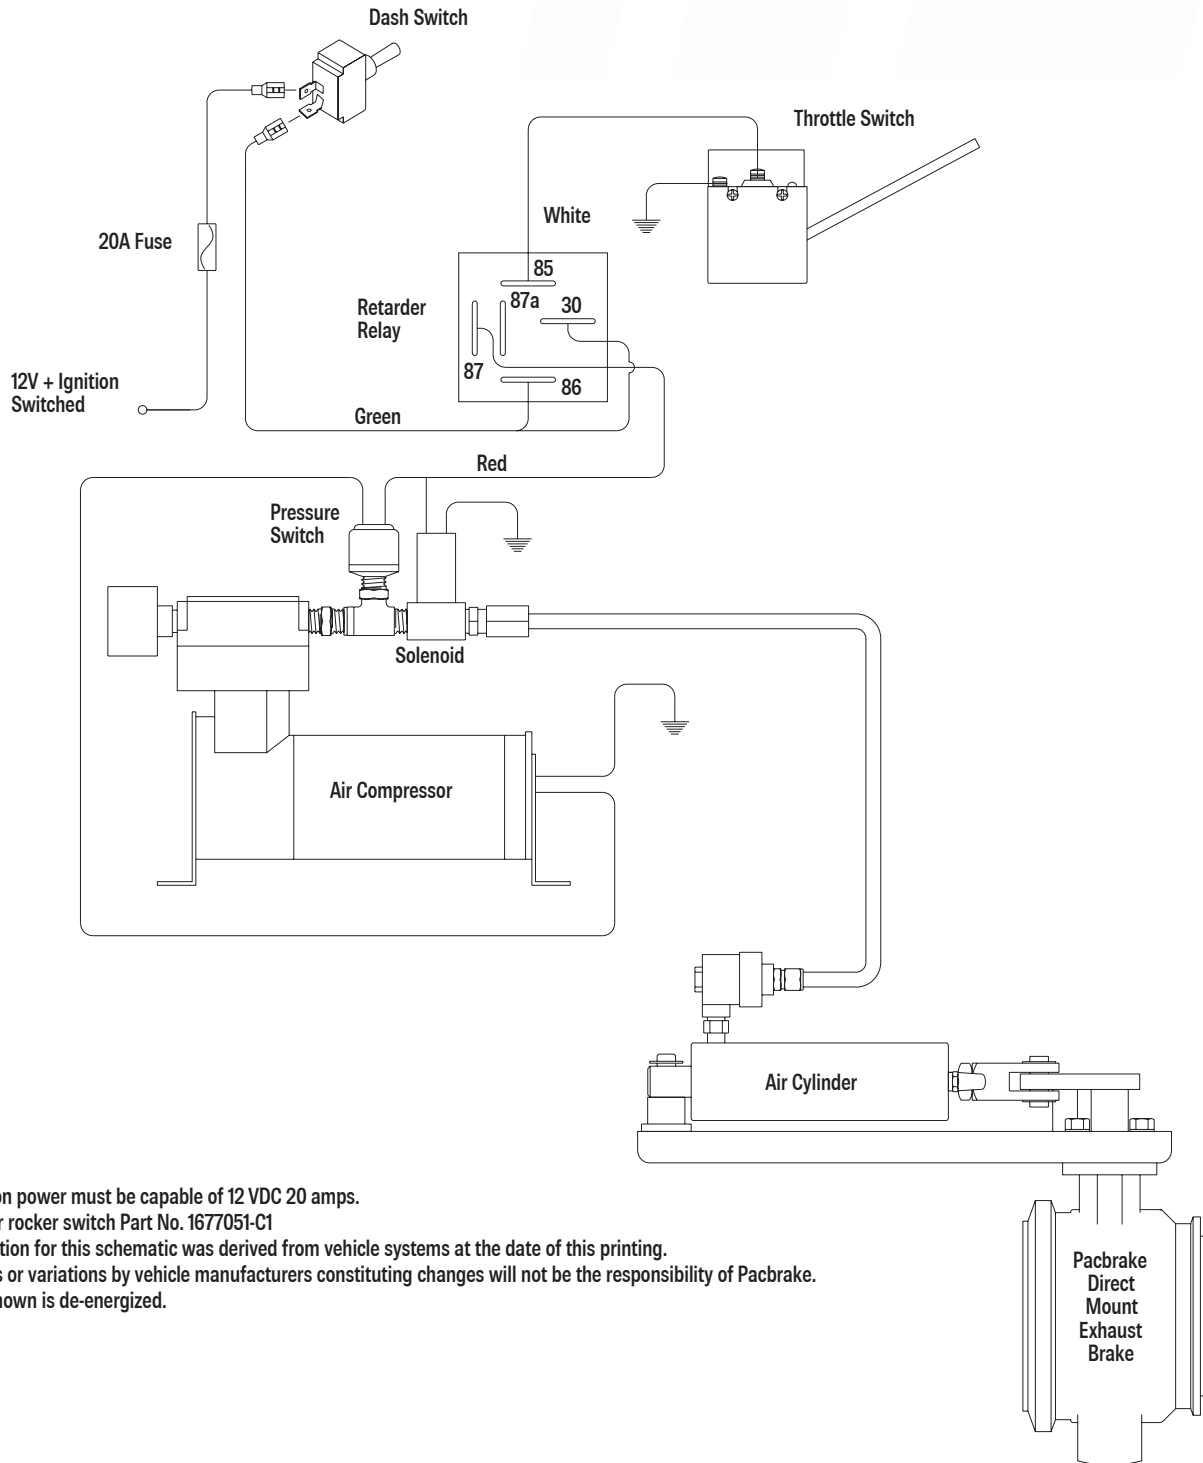 Dash Switch
Throttle Switch
White
20A Fuse
85
87a
30
Retarder
Relay
87
86
12V + Ignition
Switched
Green
Red
Pressure
Switch
Solenoid
Air Compressor
Air Cylinder
on power must be capable of 12 VDC 20 amps.
r rocker switch Part No. 1677051-C1
tion for this schematic was derived from vehicle systems at the date of this printing.
s or variations by vehicle manufacturers constituting changes will not be the responsibility of Pacbrake.
hown is de-energized.
Pacbrake
Direct
Mount
Exhaust
Brake